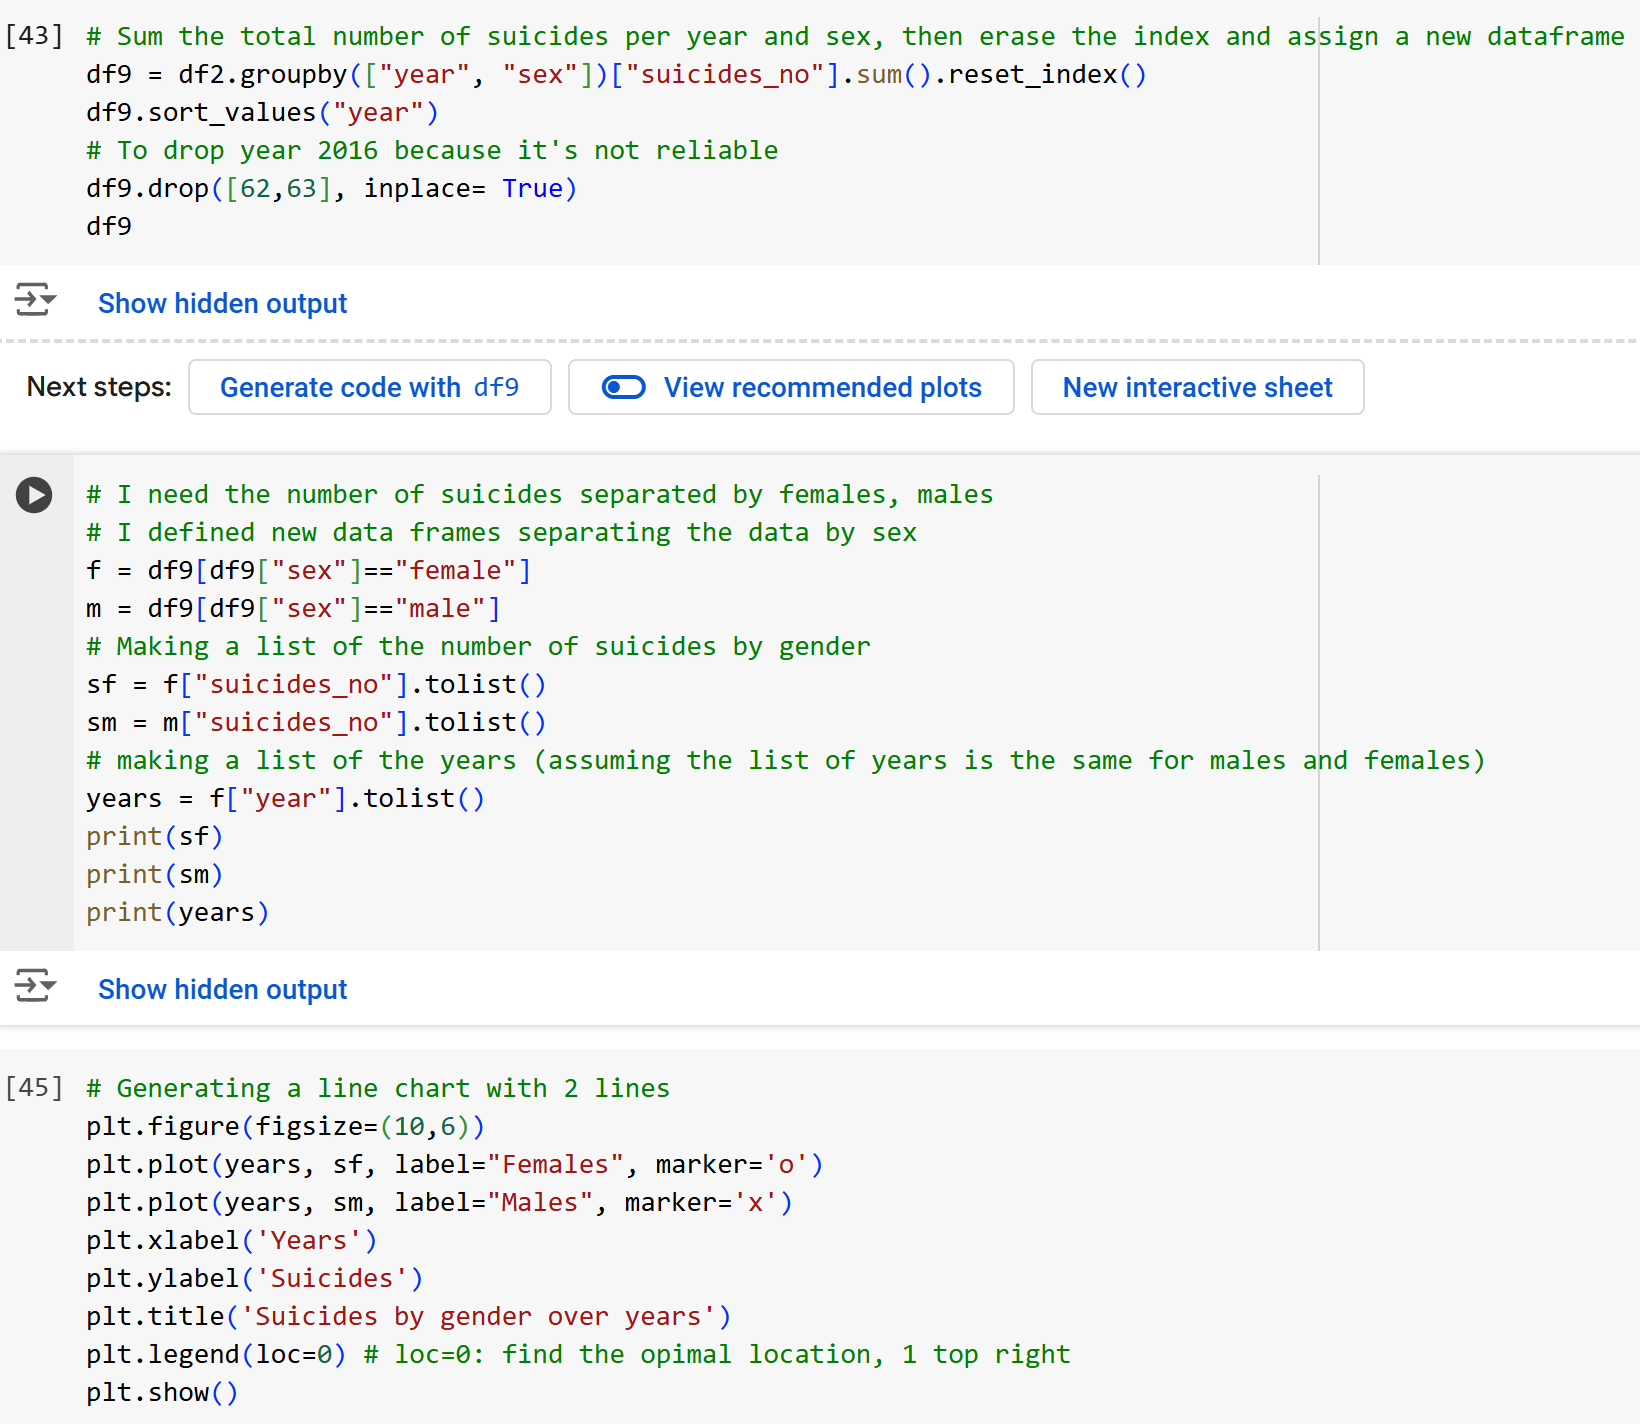 [43] # Sum the total number of suicides per year and sex, then erase the index and assign a new dataframe
df9 = df2.groupby(["year", "sex"])["suicides_no"].sum().reset_index()
df9.sort_values("year")
# To drop year 2016 because it's not reliable
df9.drop([62,63], inplace= True)
df9
Show hidden output
Next steps: Generate code with df9 View recommended plots New interactive sheet
# I need the number of suicides separated by females, males
# I defined new data frames separating the data by sex
f = df9[df9["sex"]=="female"]
m = df9[df9["sex"]=="male"]
# Making a list of the number of suicides by gender
sf = f["suicides_no"].tolist()
sm = m["suicides_no"].tolist()
# making a list of the years (assuming the list of years is the same for males and females)
years = f["year"].tolist()
print(sf)
print(sm)
print(years)
Show hidden output
[45] # Generating a line chart with 2 lines
plt.figure(figsize=(10,6))
plt.plot(years, sf, label="Females", marker='o')
plt.plot(years, sm, label="Males", marker='x')
plt.xlabel('Years')
plt.ylabel('Suicides')
plt.title('Suicides by gender over years')
plt.legend(loc=0) # loc=0: find the opimal location, 1 top right
plt.show()